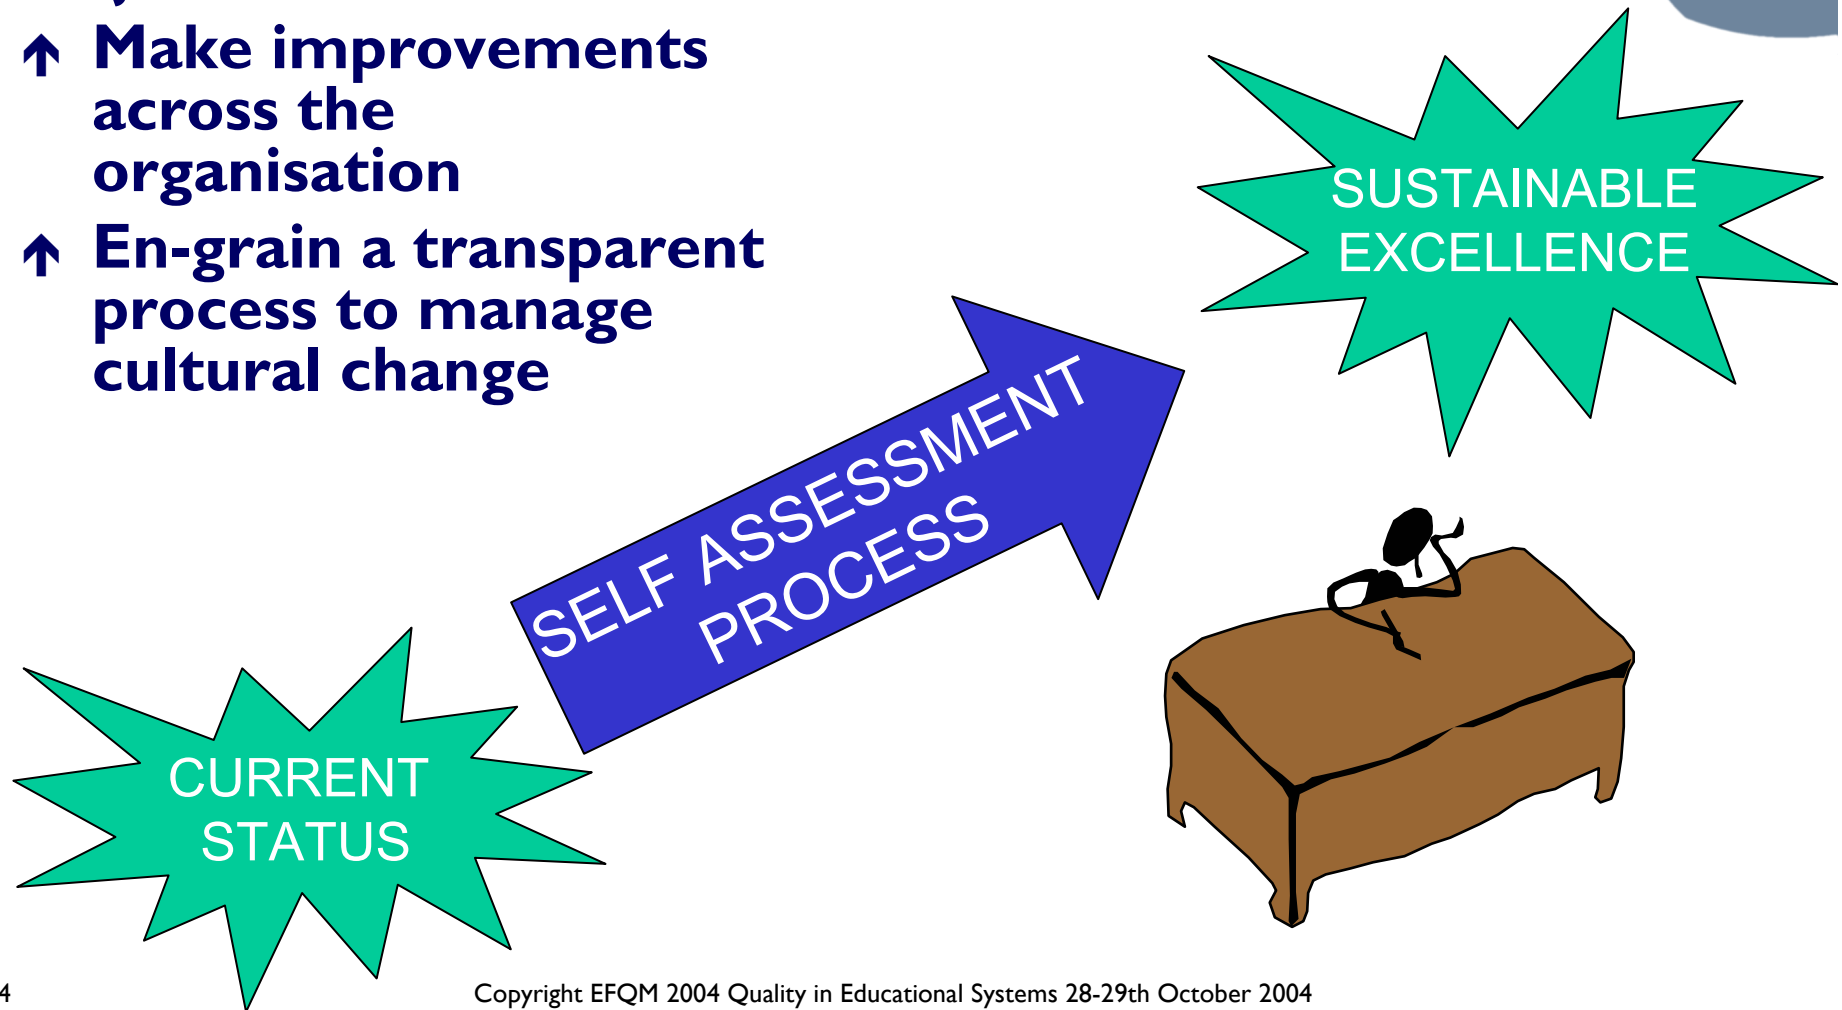 Make improvements
across the
organisation
En-grain a transparent
process to manage
cultural change
SUSTAINABLE
EXCELLENCE
SELF ASSESSMENT
PROCESS
CURRENT
STATUS
4
Copyright EFQM 2004 Quality in Educational Systems 28-29th October 2004